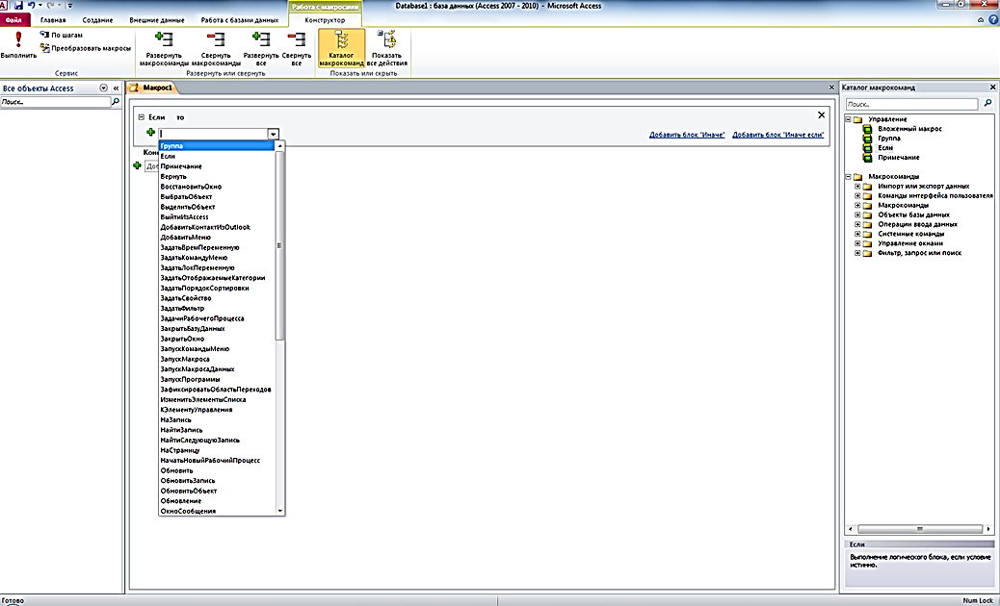 Работа с макросами
Database1 : база данных (Access 2007 - 2010) - Microsoft Access
Файл Главная Создание Внешние данные Работа с базами данных Конструктор
Выполнить
По шагам
Преобразовать макросы
Сервис
Развернуть макрокоманды
Свернуть макрокоманды
Развернуть все
Свернуть все
Развернуть или свернуть
Каталог макрокоманд
Показать все действия
Показать или скрыть
Все объекты Access
Поиск...
Макрос1
Если то
Добавить блок "Иначе" Добавить блок "Иначе если"
Кон
Доб
Группа
Если
Примечание
Вернуть
ВосстановитьОкно
ВыбратьОбъект
ВыделитьОбъект
ВыйтиИзAccess
ДобавитьКонтактИзOutlook
ДобавитьМеню
ЗадатьВремПеременную
ЗадатьКомандуМеню
ЗадатьЛокПеременную
ЗадатьОтображаемыеКатегории
ЗадатьПорядокСортировки
ЗадатьСвойство
ЗадатьФильтр
ЗадачиРабочегоПроцесса
ЗакрытьБазуДанных
ЗакрытьОкно
ЗапускКомандыМеню
ЗапускМакроса
ЗапускМакросаДанных
ЗапускПрограммы
ЗафиксироватьОбластьПереходов
ИзменитьЭлементыСписка
КЭлементуУправления
НаЗапись
НайтиЗапись
НайтиСледующуюЗапись
НаСтраницу
НачатьНовыйРабочийПроцесс
Обновить
ОбновитьЗапись
ОбновитьОбъект
Обновление
ОкноСообщения
Каталог макрокоманд
Поиск...
Управление
Вложенный макрос
Группа
Если
Примечание
Макрокоманды
Импорт или экспорт данных
Команды интерфейса пользователя
Макрокоманды
Объекты базы данных
Операции ввода данных
Системные команды
Управление окнами
Фильтр, запрос или поиск
Если
Выполнение логического блока, если условие
истинно.
Готово
Num Lock